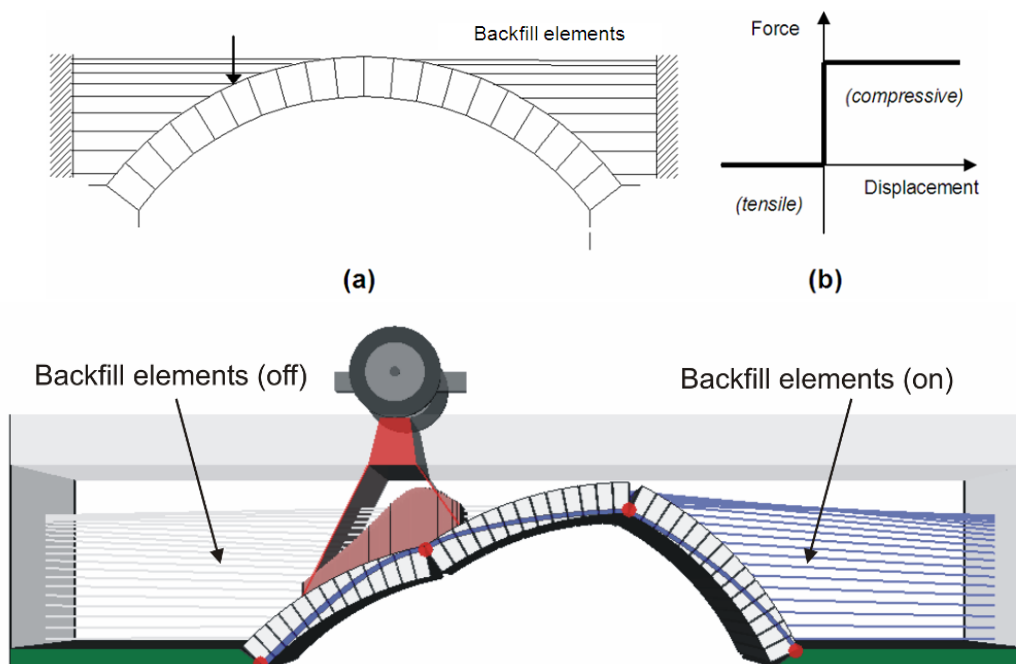 Backfill elements
Force
(compressive)
Displacement
(tensile)
(a)
(b)
Backfill elements (off)
Backfill elements (on)